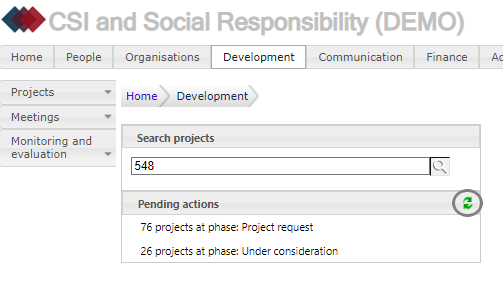 CSI and Social Responsibility (DEMO)
Home People Organisations Development Communication Finance
Projects
Meetings
Monitoring and
evaluation
Home Development
Search projects
548
Pending actions
76 projects at phase: Project request
26 projects at phase: Under consideration